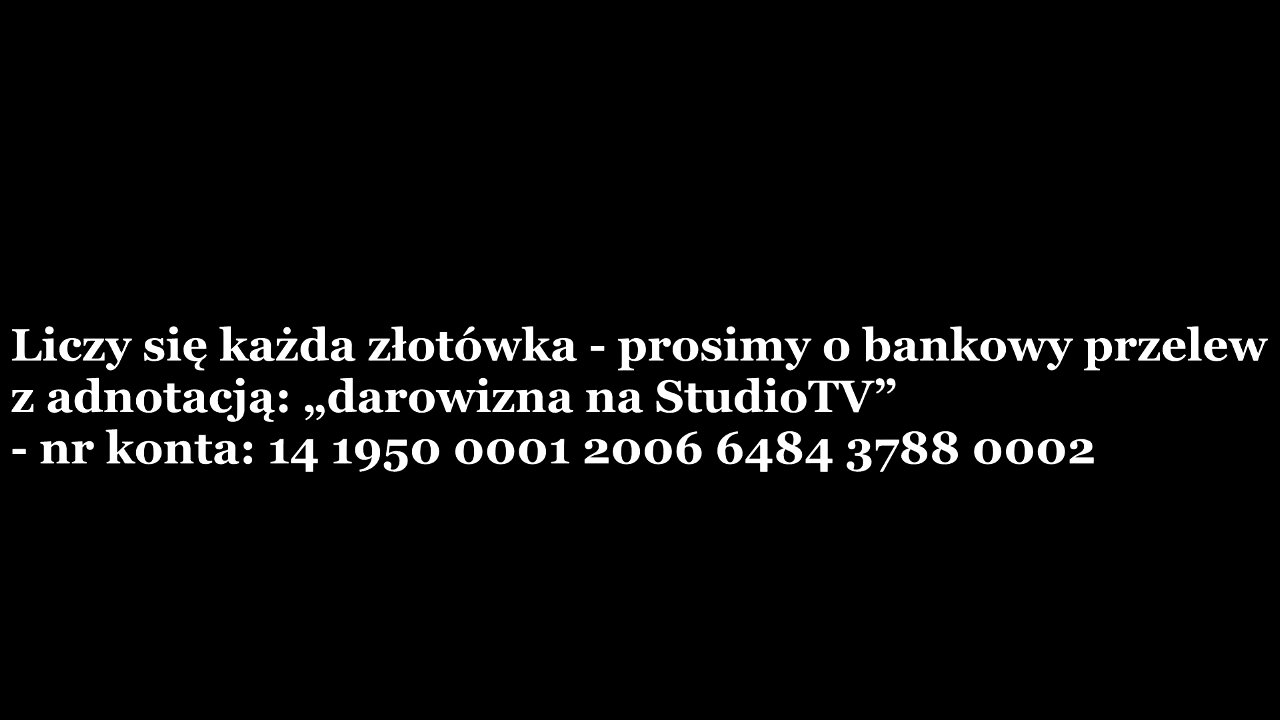 Liczy się każda złotówka - prosimy o bankowy przelew
z adnotacją: „darowizna na StudioTV”
- nr konta: 14 1950 0001 2006 6484 3788 0002